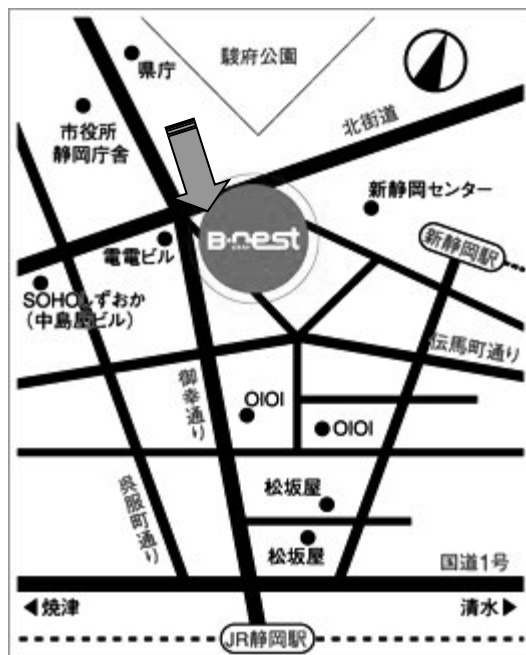 駿府公園
県庁
北街道
市役所
静岡庁舎
新静岡センター
B-nest
新静岡駅
電電ビル
SOHOしずおか
(中島屋ビル)
伝馬町通り
御幸通り
OIOI
OIOI
呉服町通り
松坂屋
松坂屋
国道1号
◀焼津
清水▶
JR静岡駅